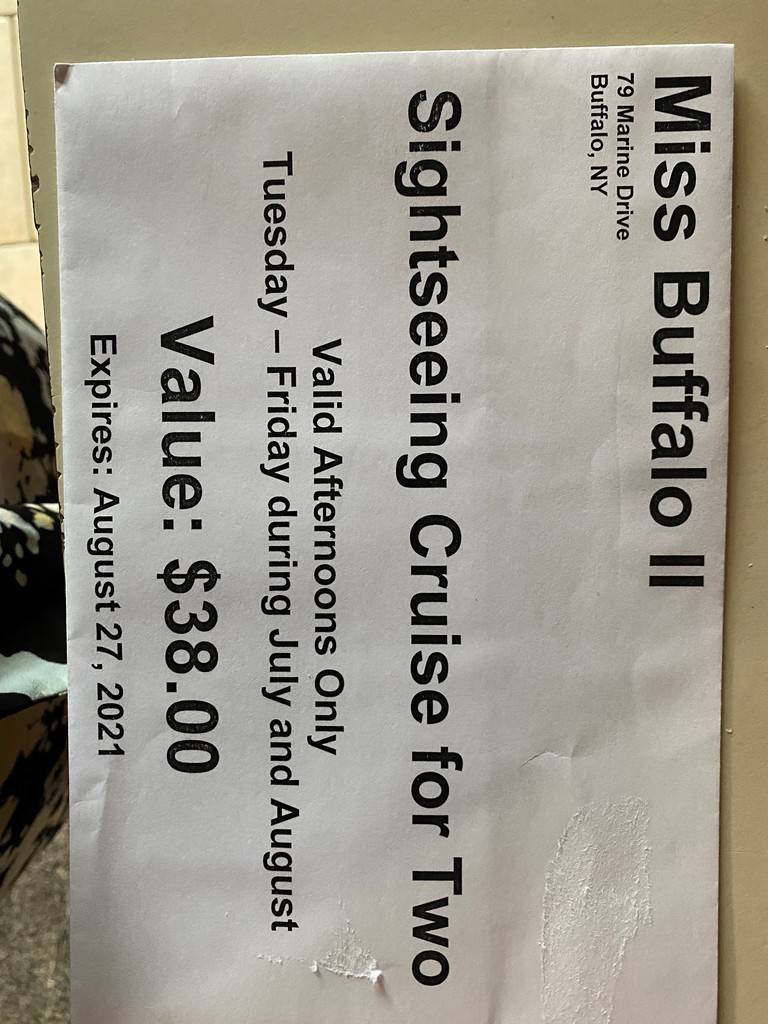 Miss Buffalo II
79 Marine Drive
Buffalo, NY
Sightseeing Cruise for Two
Valid Afternoons Only
Tuesday – Friday during July and August
Value: $38.00
Expires: August 27, 2021